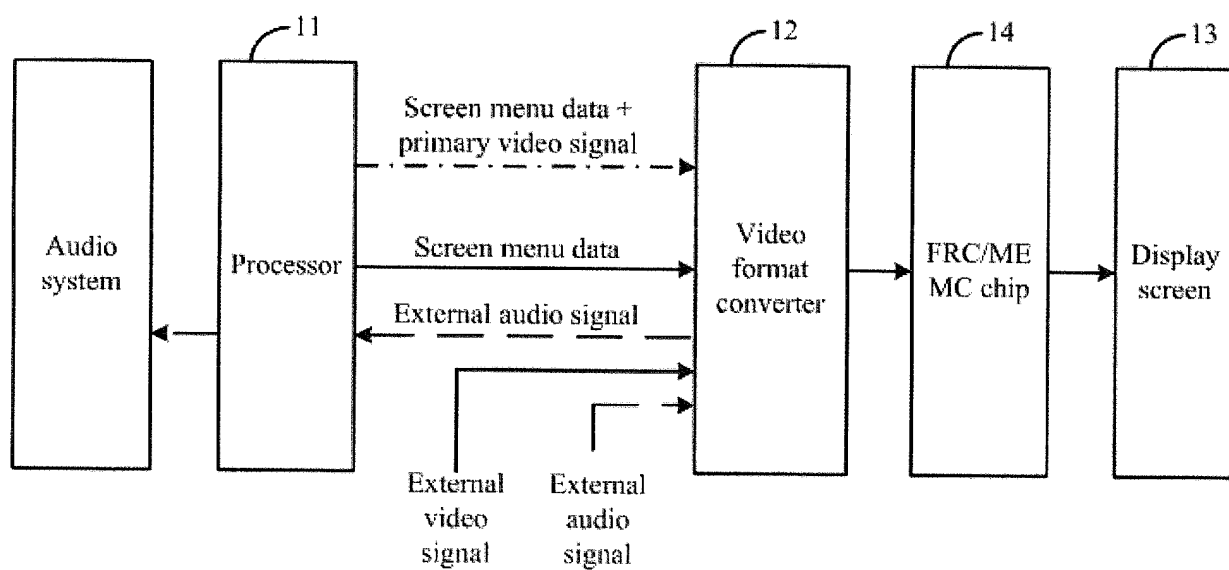 11
12
14
13
Screen menu data +
primary video signal
Audio
system
Processor
Screen menu data
External audio signal
Video
format
converter
FRC/ME
MC chip
Display
screen
External
video
signal
External
audio
signal